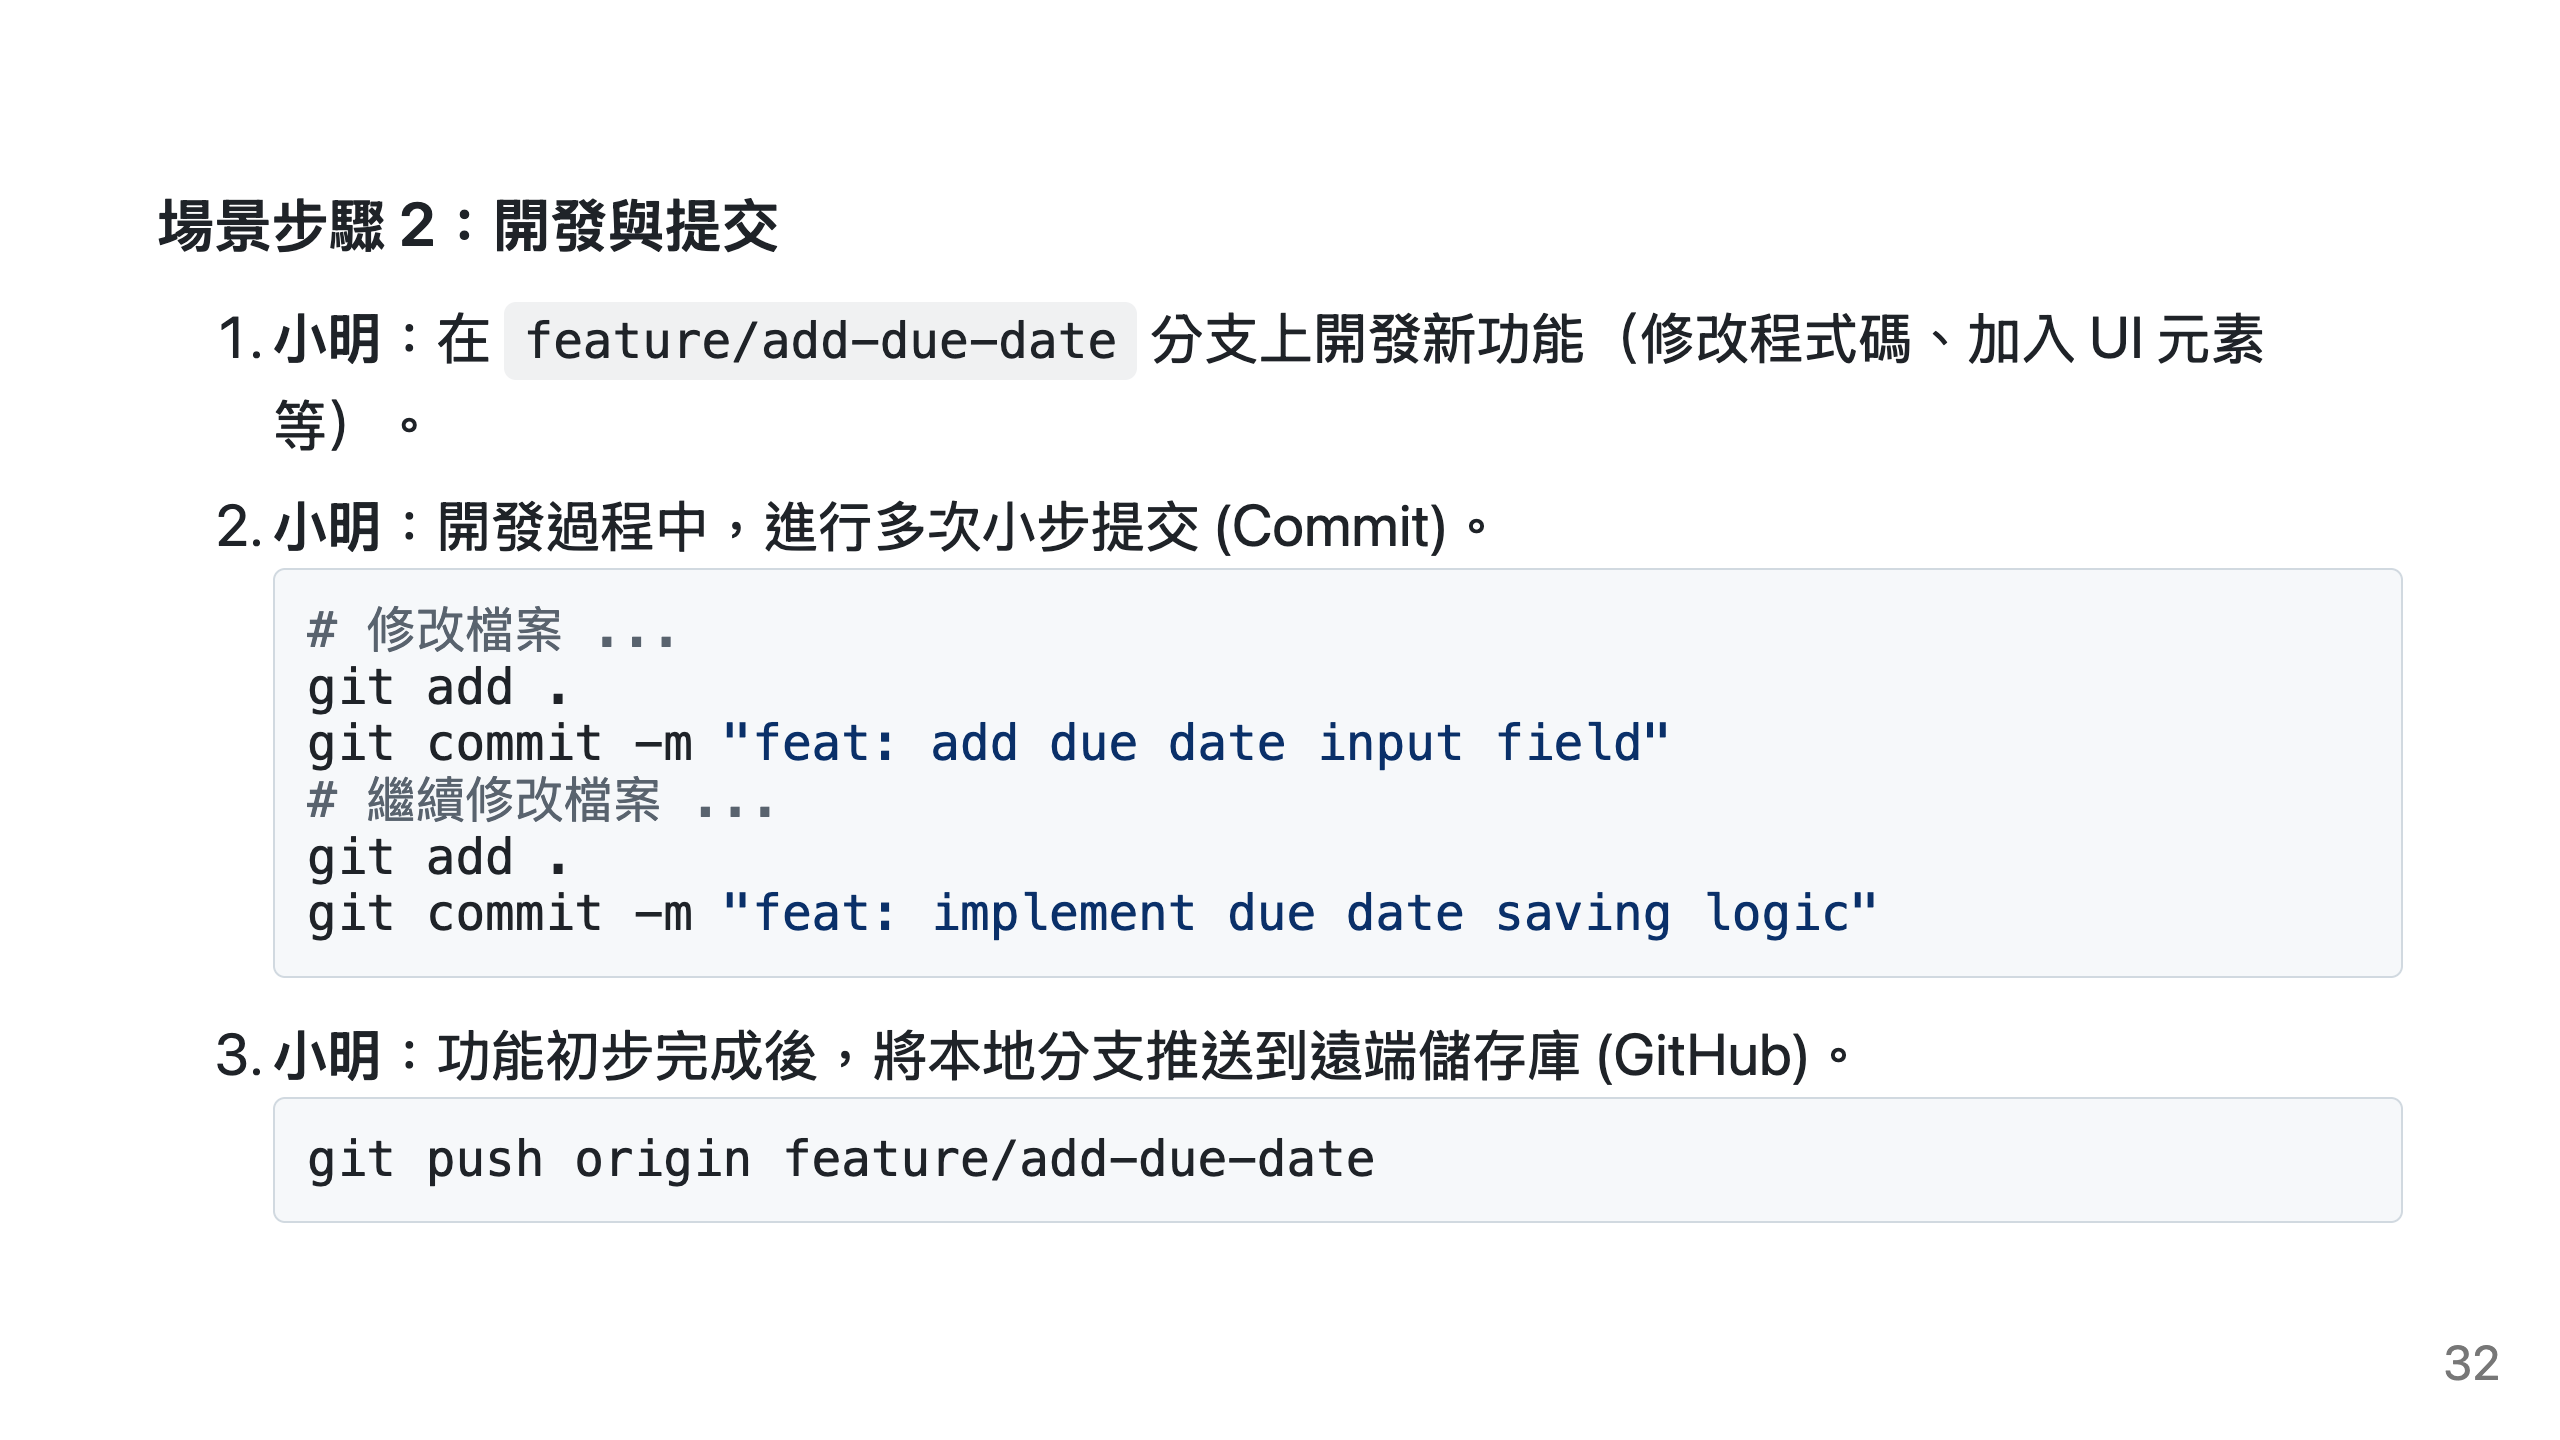 場景步驟 2：開發與提交
1. 小明：在 feature/add-due-date 分支上開發新功能（修改程式碼、加入 UI 元素
等）。
2. 小明：開發過程中，進行多次小步提交 (Commit)。
# 修改檔案 ...
git add .
git commit -m "feat: add due date input field"
# 繼續修改檔案 ...
git add .
git commit -m "feat: implement due date saving logic"
3. 小明：功能初步完成後，將本地分支推送到遠端儲存庫 (GitHub)。
git push origin feature/add-due-date
32